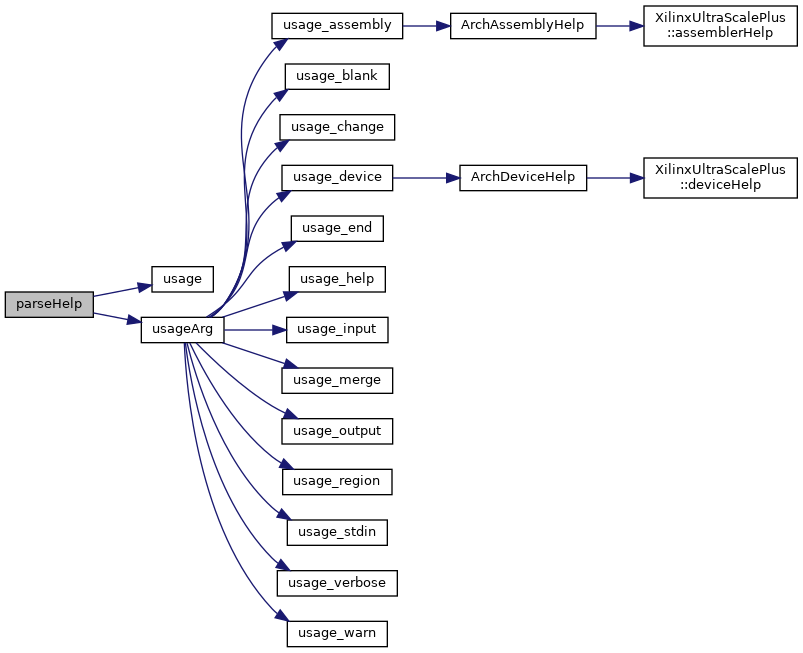 parseHelp
usage
usageArg
usage_assembly
ArchAssemblyHelp
XilinxUltraScalePlus
::assemblerHelp
usage_blank
usage_change
usage_device
ArchDeviceHelp
XilinxUltraScalePlus
::deviceHelp
usage_end
usage_help
usage_input
usage_merge
usage_output
usage_region
usage_stdin
usage_verbose
usage_warn